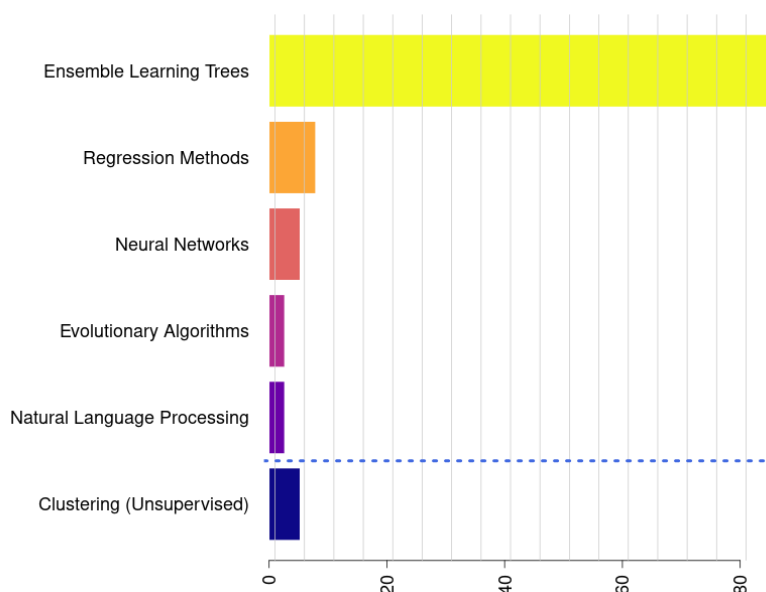 Ensemble Learning Trees
Regression Methods
Neural Networks
Evolutionary Algorithms
Natural Language Processing
Clustering (Unsupervised)
0 20 40 60 80